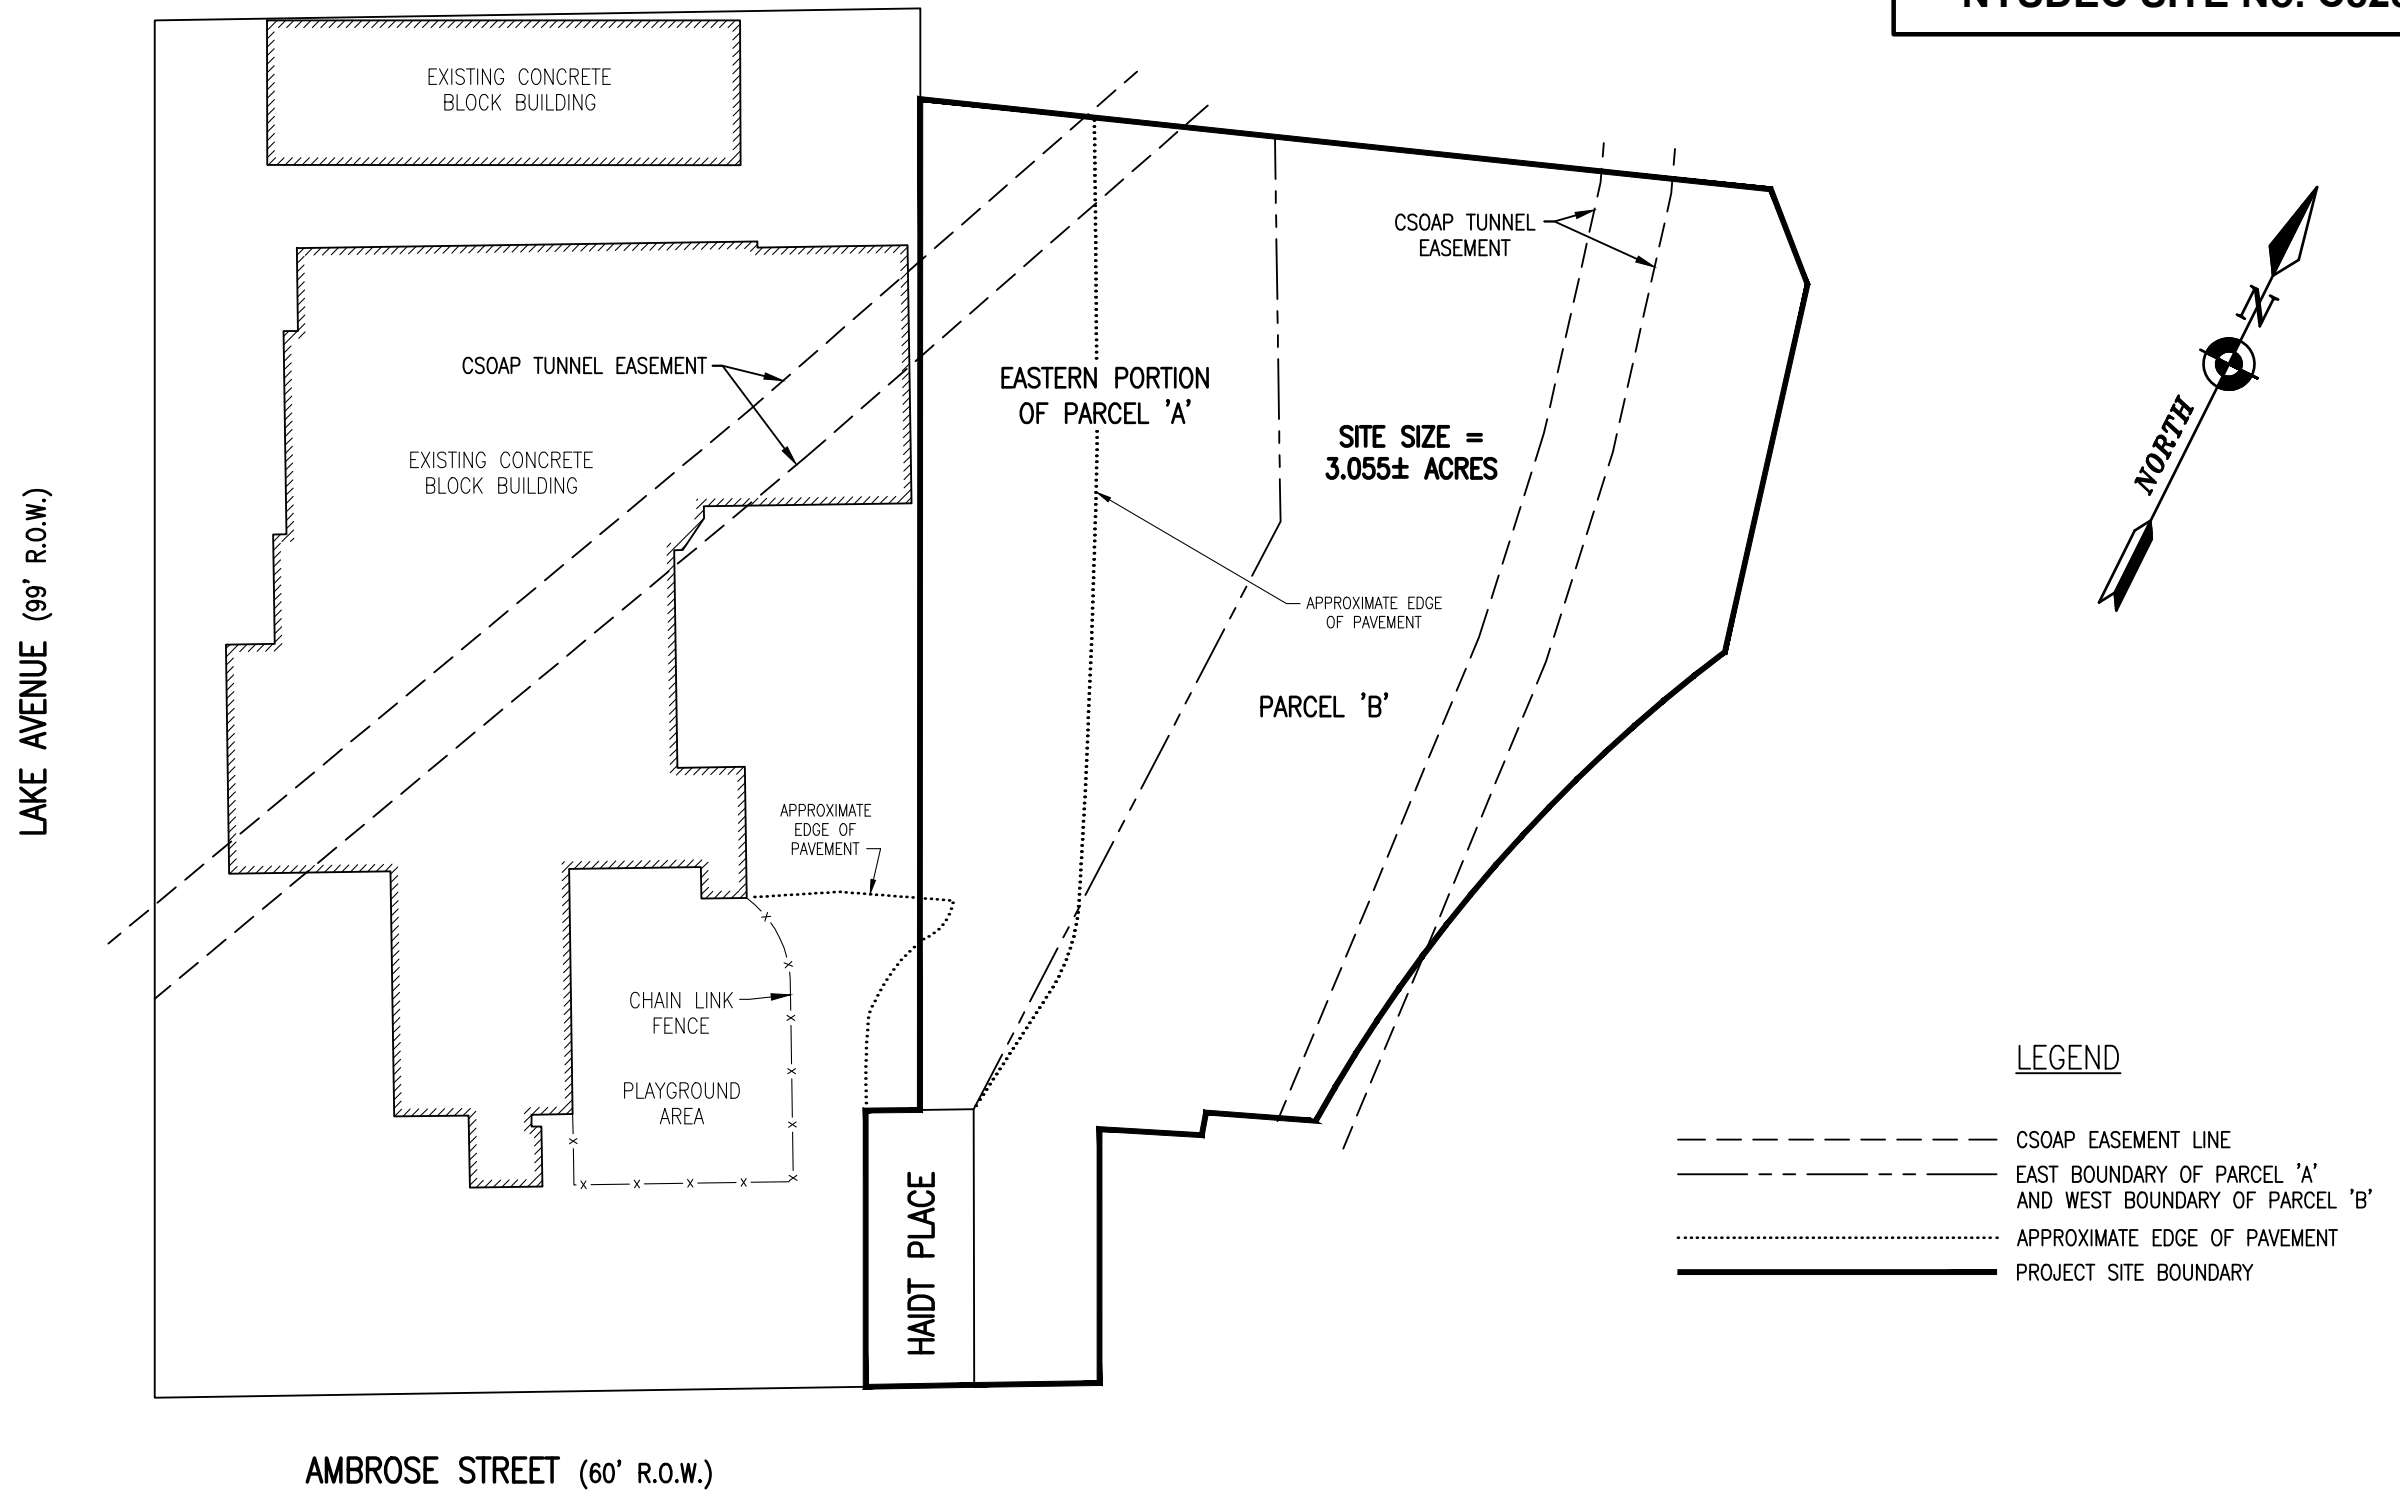 NYSDEC SITE No.
EXISTING CONCRETE
BLOCK BUILDING
CSOAP TUNNEL
EASEMENT
N
NORTH
CSOAP TUNNEL EASEMENT
EASTERN PORTION
OF PARCEL 'A'
SITE SIZE =
3.055± ACRES
EXISTING CONCRETE
BLOCK BUILDING
LAKE AVENUE (99' R.O.W.)
APPROXIMATE EDGE
OF PAVEMENT
PARCEL 'B'
APPROXIMATE
EDGE OF
PAVEMENT
CHAIN LINK
FENCE
PLAYGROUND
AREA
HAIDT PLACE
LEGEND
CSOAP EASEMENT LINE
EAST BOUNDARY OF PARCEL 'A'
AND WEST BOUNDARY OF PARCEL 'B'
APPROXIMATE EDGE OF PAVEMENT
PROJECT SITE BOUNDARY
AMBROSE STREET (60' R.O.W.)